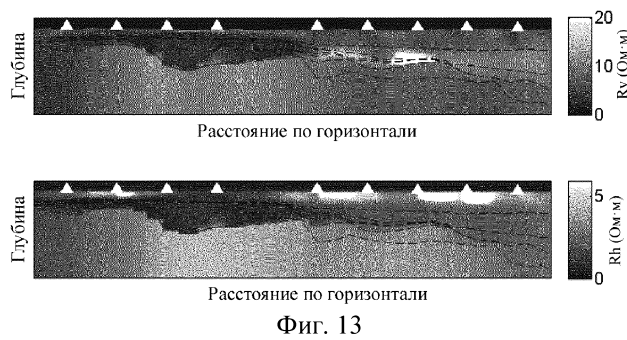 20
10
0
Глубина
Rv (Ом·м)
Расстояние по горизонтали
5
0
Глубина
Rh (Ом·м)
Расстояние по горизонтали
Фиг. 13